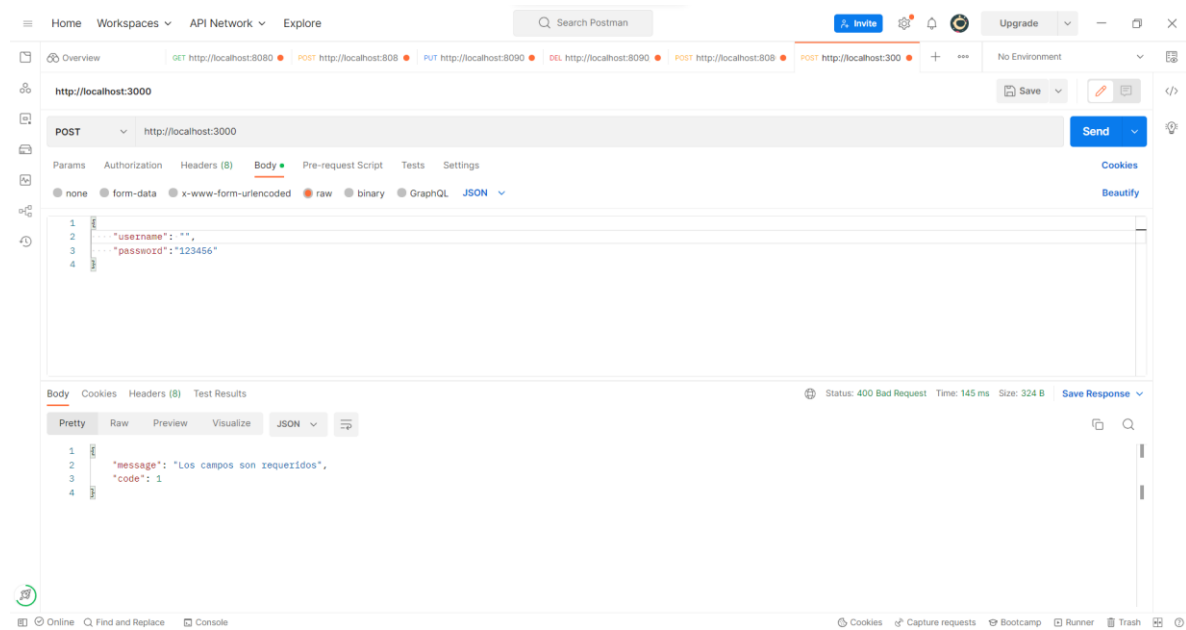 Home Workspaces API Network Explore Search Postman Invite Upgrade
Overview GET http://localhost:8080 POST http://localhost:808 PUT http://localhost:8090 DEL http://localhost:8090 POST http://localhost:808 POST http://localhost:300 No Environment
http://localhost:3000 Save
POST http://localhost:3000 Send
Params Authorization Headers (8) Body Pre-request Script Tests Settings Cookies
none form-data x-www-form-urlencoded raw binary GraphQL JSON Beautify
1 {
2 "username": "",
3 "password":"123456"
4 }
Body Cookies Headers (8) Test Results Status: 400 Bad Request Time: 145 ms Size: 324 B Save Response
Pretty Raw Preview Visualize JSON
1 {
2 "message": "Los campos son requeridos",
3 "code": 1
4 }
Online Find and Replace Console Cookies Capture requests Bootcamp Runner Trash